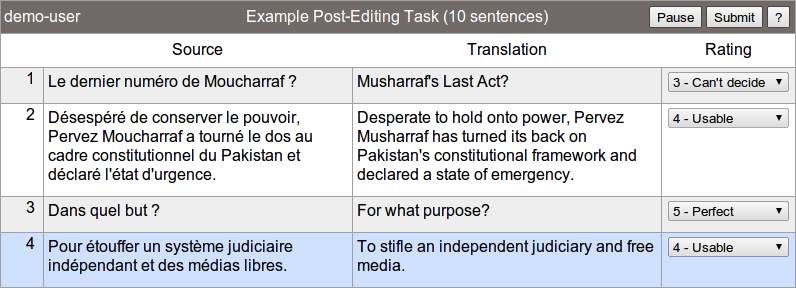 demo-user Example Post-Editing Task (10 sentences) Pause Submit ?
Source Translation Rating
1 Le dernier numéro de Moucharraf ? Musharraf's Last Act? 3 - Can't decide
2 Désespéré de conserver le pouvoir,
Pervez Moucharraf a tourné le dos au
cadre constitutionnel du Pakistan et
déclaré l'état d'urgence.
Desperate to hold onto power, Pervez
Musharraf has turned its back on
Pakistan's constitutional framework and
declared a state of emergency.
4 - Usable
3 Dans quel but ? For what purpose? 5 - Perfect
4 Pour étouffer un système judiciaire
indépendant et des médias libres.
To stifle an independent judiciary and free
media.
4 - Usable